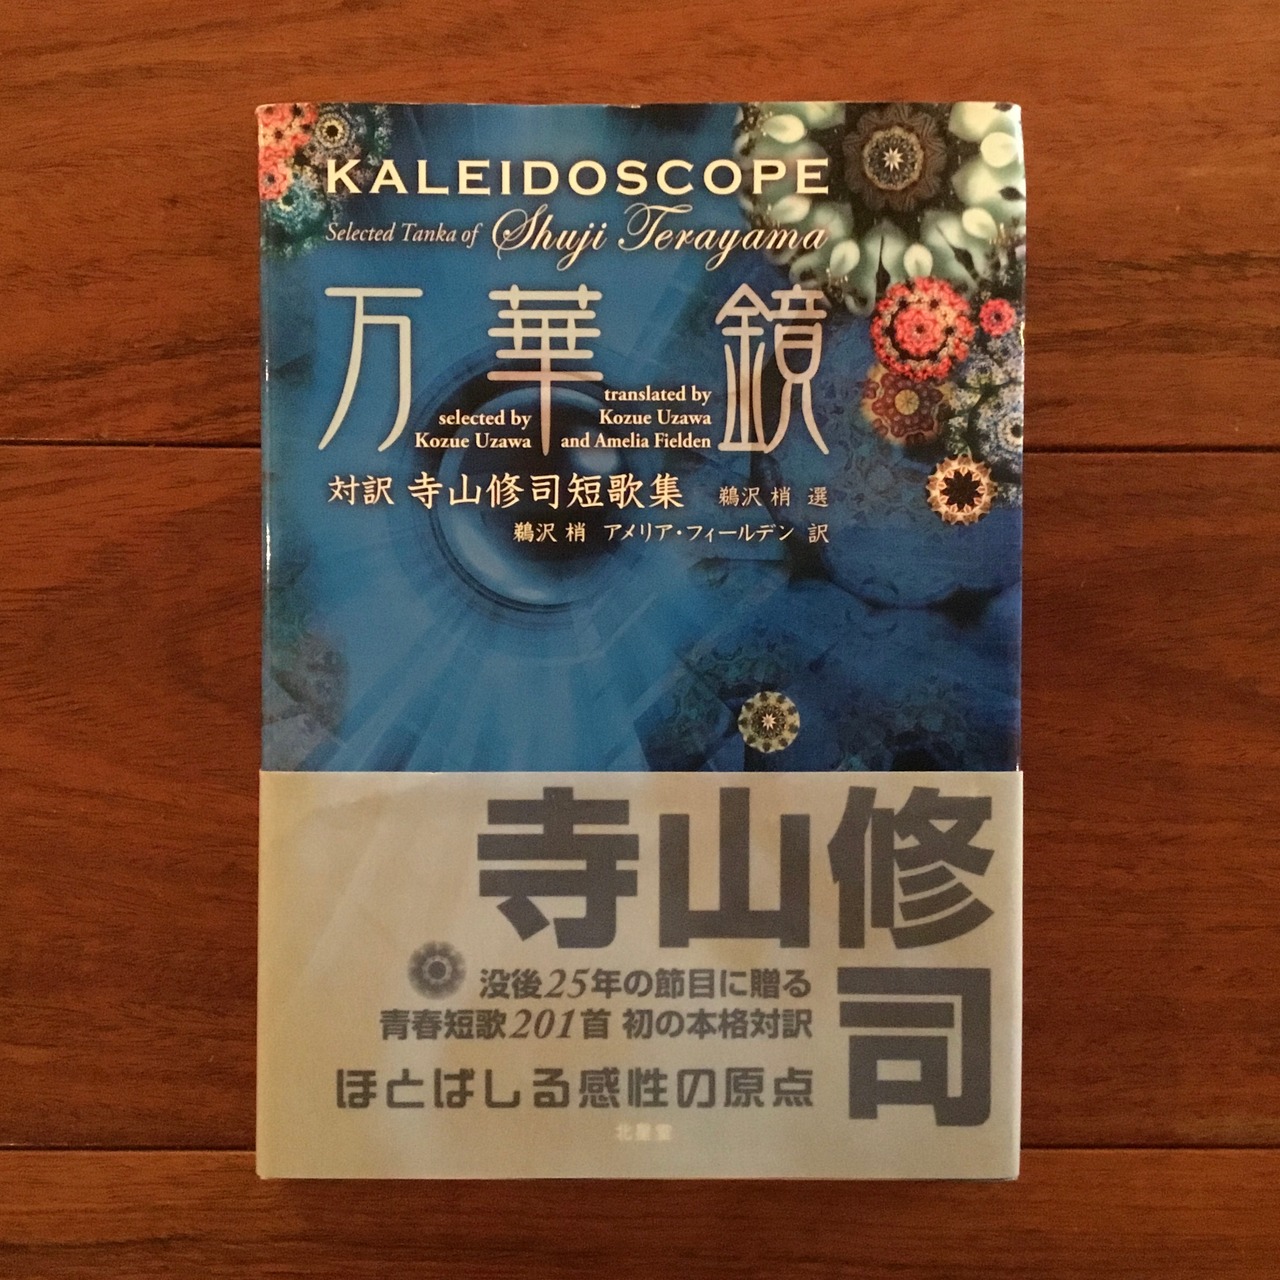 KALEIDOSCOPE
Selected Tanka of Shuji Terayama
万華鏡
selected by
Kozue Uzawa
translated by
Kozue Uzawa
and Amelia Fielden
対訳 寺山修司短歌集 鵜沢 梢 選
鵜沢 梢 アメリア・フィールデン 訳
寺山修司
没後25年の節目に贈る
青春短歌201首 初の本格対訳
ほとばしる感性の原点
北星堂